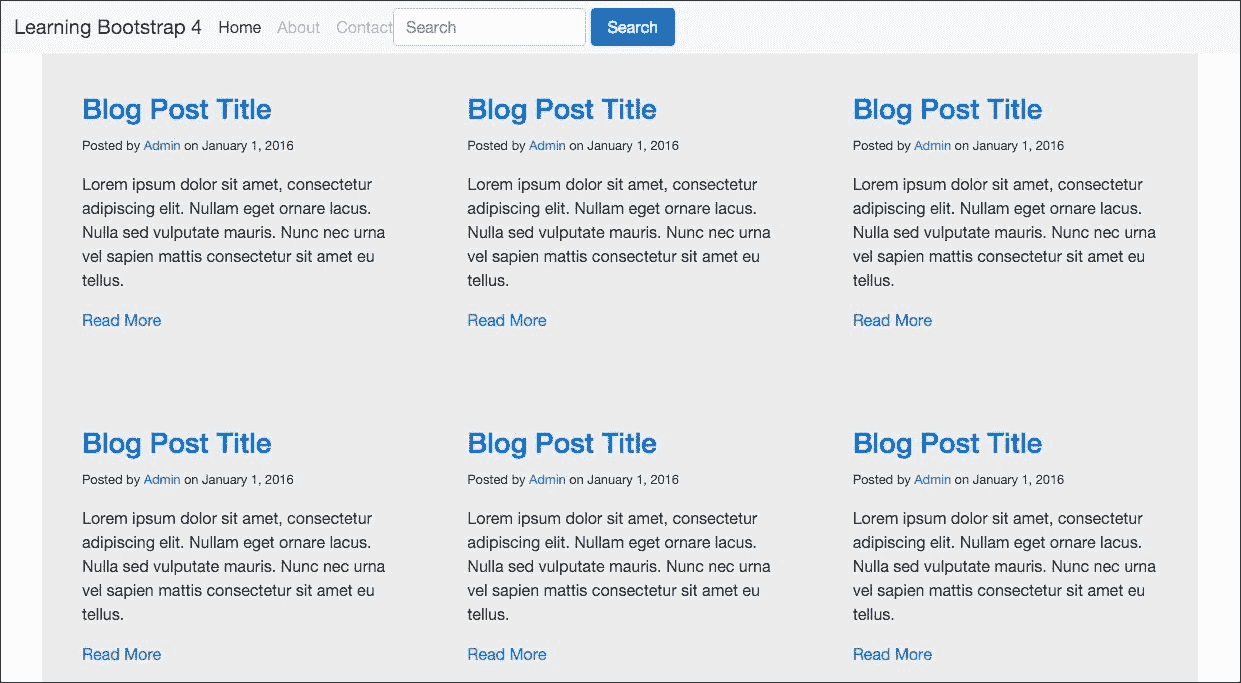 Learning Bootstrap 4 Home About Contact Search Search
Blog Post Title
Posted by Admin on January 1, 2016
Lorem ipsum dolor sit amet, consectetur
adipiscing elit. Nullam eget ornare lacus.
Nulla sed vulputate mauris. Nunc nec urna
vel sapien mattis consectetur sit amet eu
tellus.
Read More
Blog Post Title
Posted by Admin on January 1, 2016
Lorem ipsum dolor sit amet, consectetur
adipiscing elit. Nullam eget ornare lacus.
Nulla sed vulputate mauris. Nunc nec urna
vel sapien mattis consectetur sit amet eu
tellus.
Read More
Blog Post Title
Posted by Admin on January 1, 2016
Lorem ipsum dolor sit amet, consectetur
adipiscing elit. Nullam eget ornare lacus.
Nulla sed vulputate mauris. Nunc nec urna
vel sapien mattis consectetur sit amet eu
tellus.
Read More
Blog Post Title
Posted by Admin on January 1, 2016
Lorem ipsum dolor sit amet, consectetur
adipiscing elit. Nullam eget ornare lacus.
Nulla sed vulputate mauris. Nunc nec urna
vel sapien mattis consectetur sit amet eu
tellus.
Read More
Blog Post Title
Posted by Admin on January 1, 2016
Lorem ipsum dolor sit amet, consectetur
adipiscing elit. Nullam eget ornare lacus.
Nulla sed vulputate mauris. Nunc nec urna
vel sapien mattis consectetur sit amet eu
tellus.
Read More
Blog Post Title
Posted by Admin on January 1, 2016
Lorem ipsum dolor sit amet, consectetur
adipiscing elit. Nullam eget ornare lacus.
Nulla sed vulputate mauris. Nunc nec urna
vel sapien mattis consectetur sit amet eu
tellus.
Read More